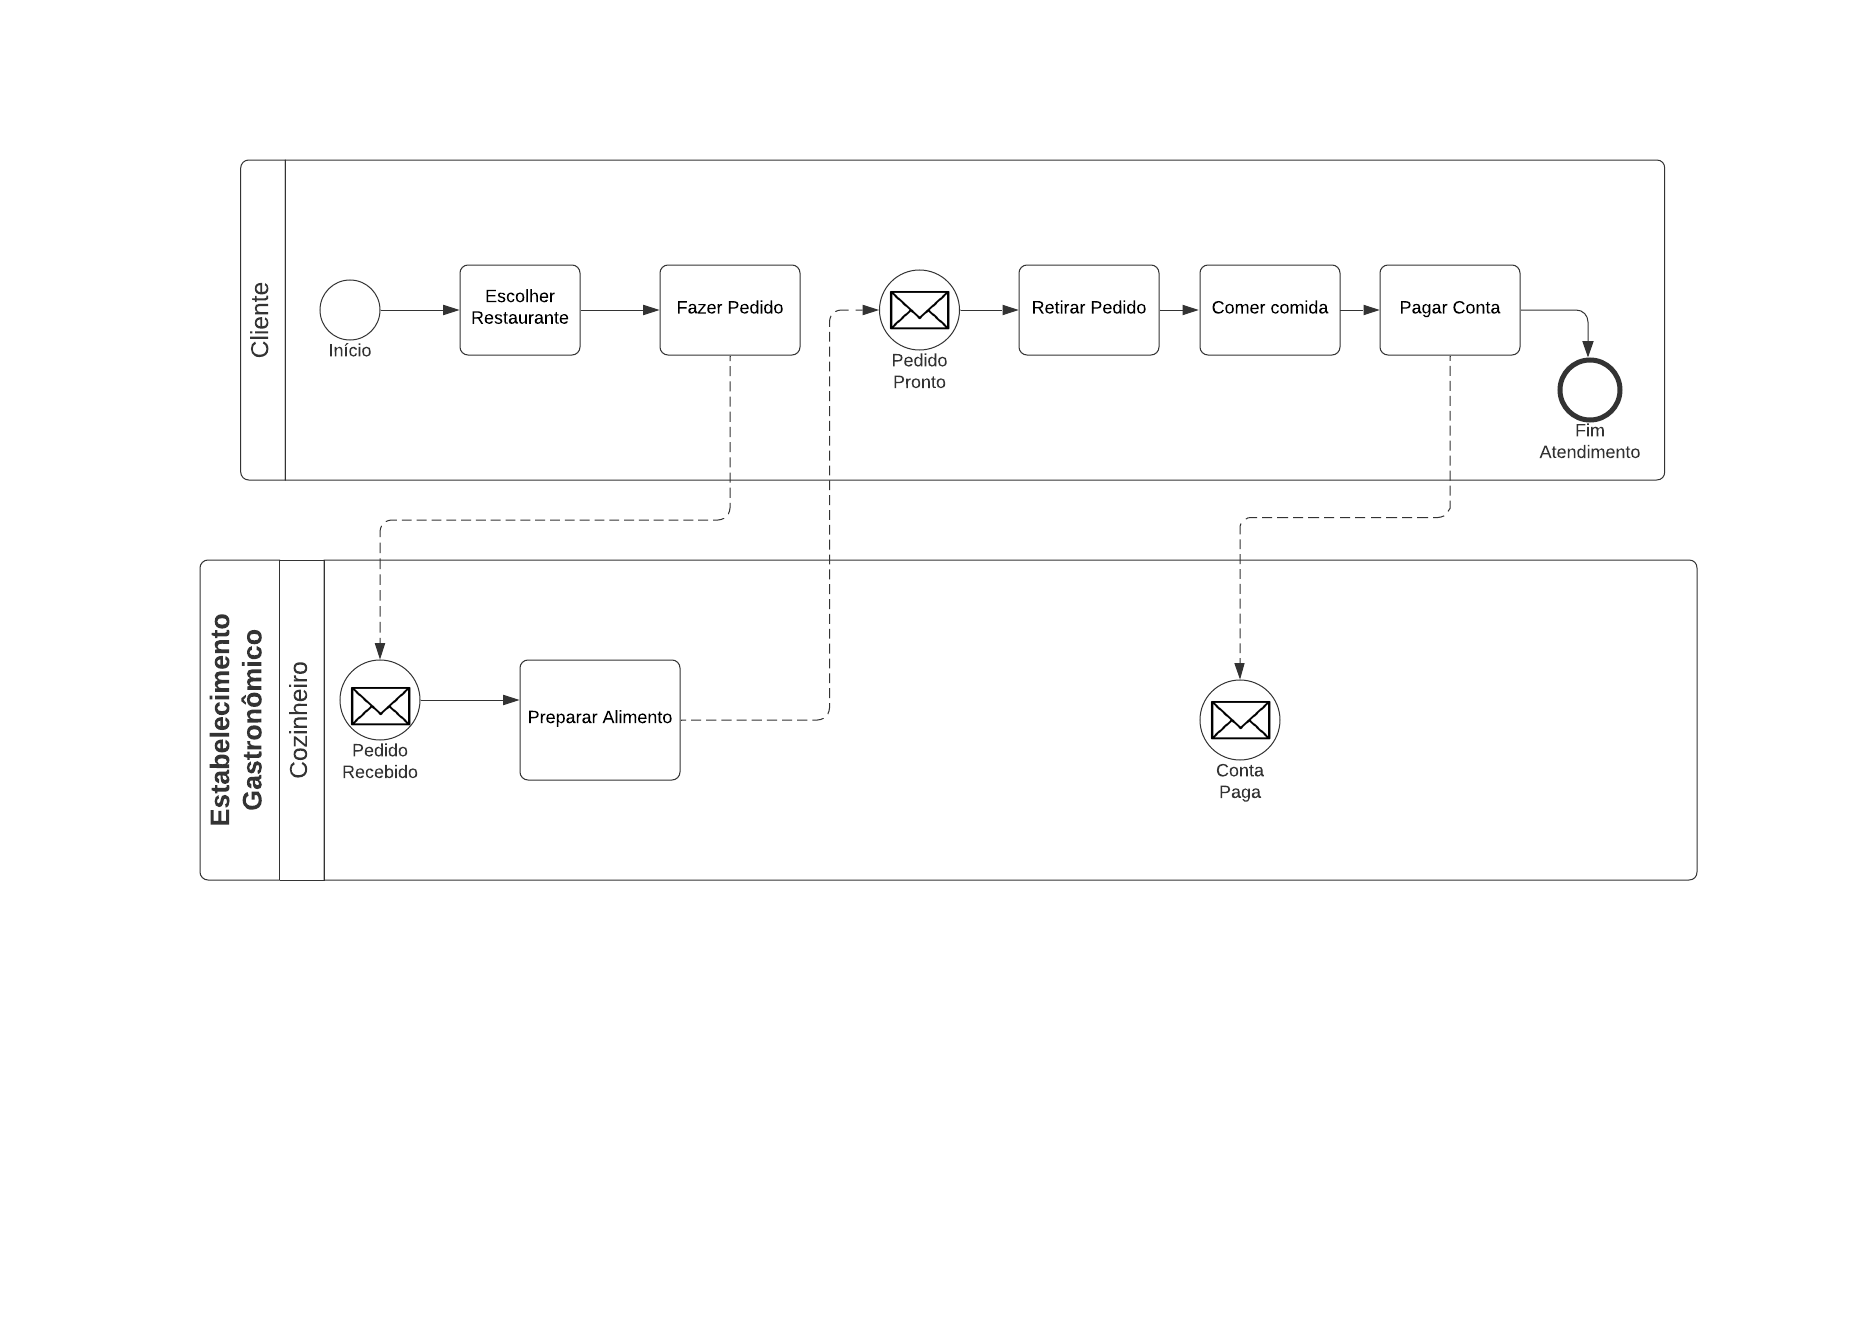 Cliente
Início
Escolher
Restaurante
Fazer Pedido
Pedido
Pronto
Retirar Pedido
Comer comida
Pagar Conta
Fim
Atendimento
Estabelecimento
Gastronômico
Cozinheiro
Pedido
Recebido
Preparar Alimento
Conta
Paga